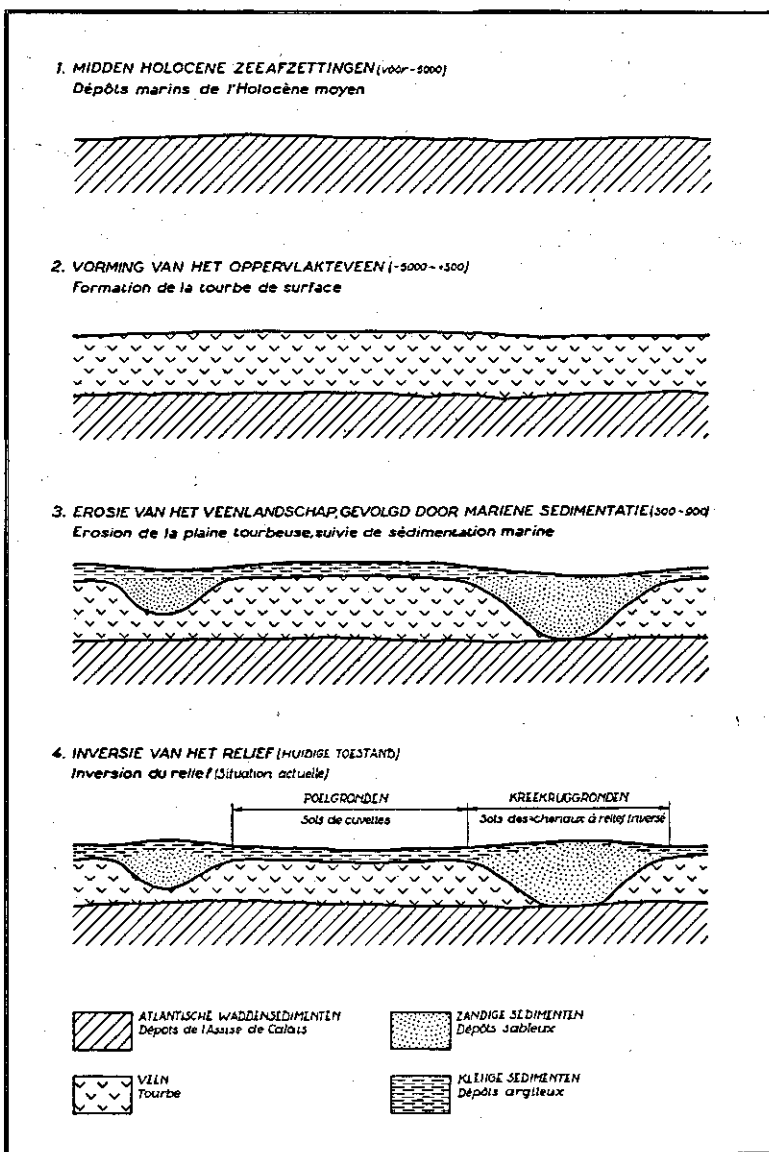 1. MIDDEN HOLOCENE ZEEAFZETTINGEN (vóór -5000)
Dépôts marins de l'Holocène moyen
2. VORMING VAN HET OPPERVLAKTEVEEN (-5000-+300)
Formation de la tourbe de surface
3. EROSIE VAN HET VEENLANDSCHAP, GEVOLGD DOOR MARIENE SEDIMENTATIE (300-900)
Erosion de la plaine tourbeuse, suivie de sédimentation marine
4. INVERSIE VAN HET RELIEF (HUIDIGE TOESTAND)
Inversion du relief (Situation actuelle)
POELGRONDEN
Sols de cuvettes
KREEKRUGGRONDEN
Sols des chenaux à relief inversé
ATLANTISCHE WADDENSEDIMENTEN
Dépôts de l'Assise de Calais
VEEN
Tourbe
ZANDIGE SEDIMENTEN
Dépôts sableux
KLEIIGE SEDIMENTEN
Dépôts argileux